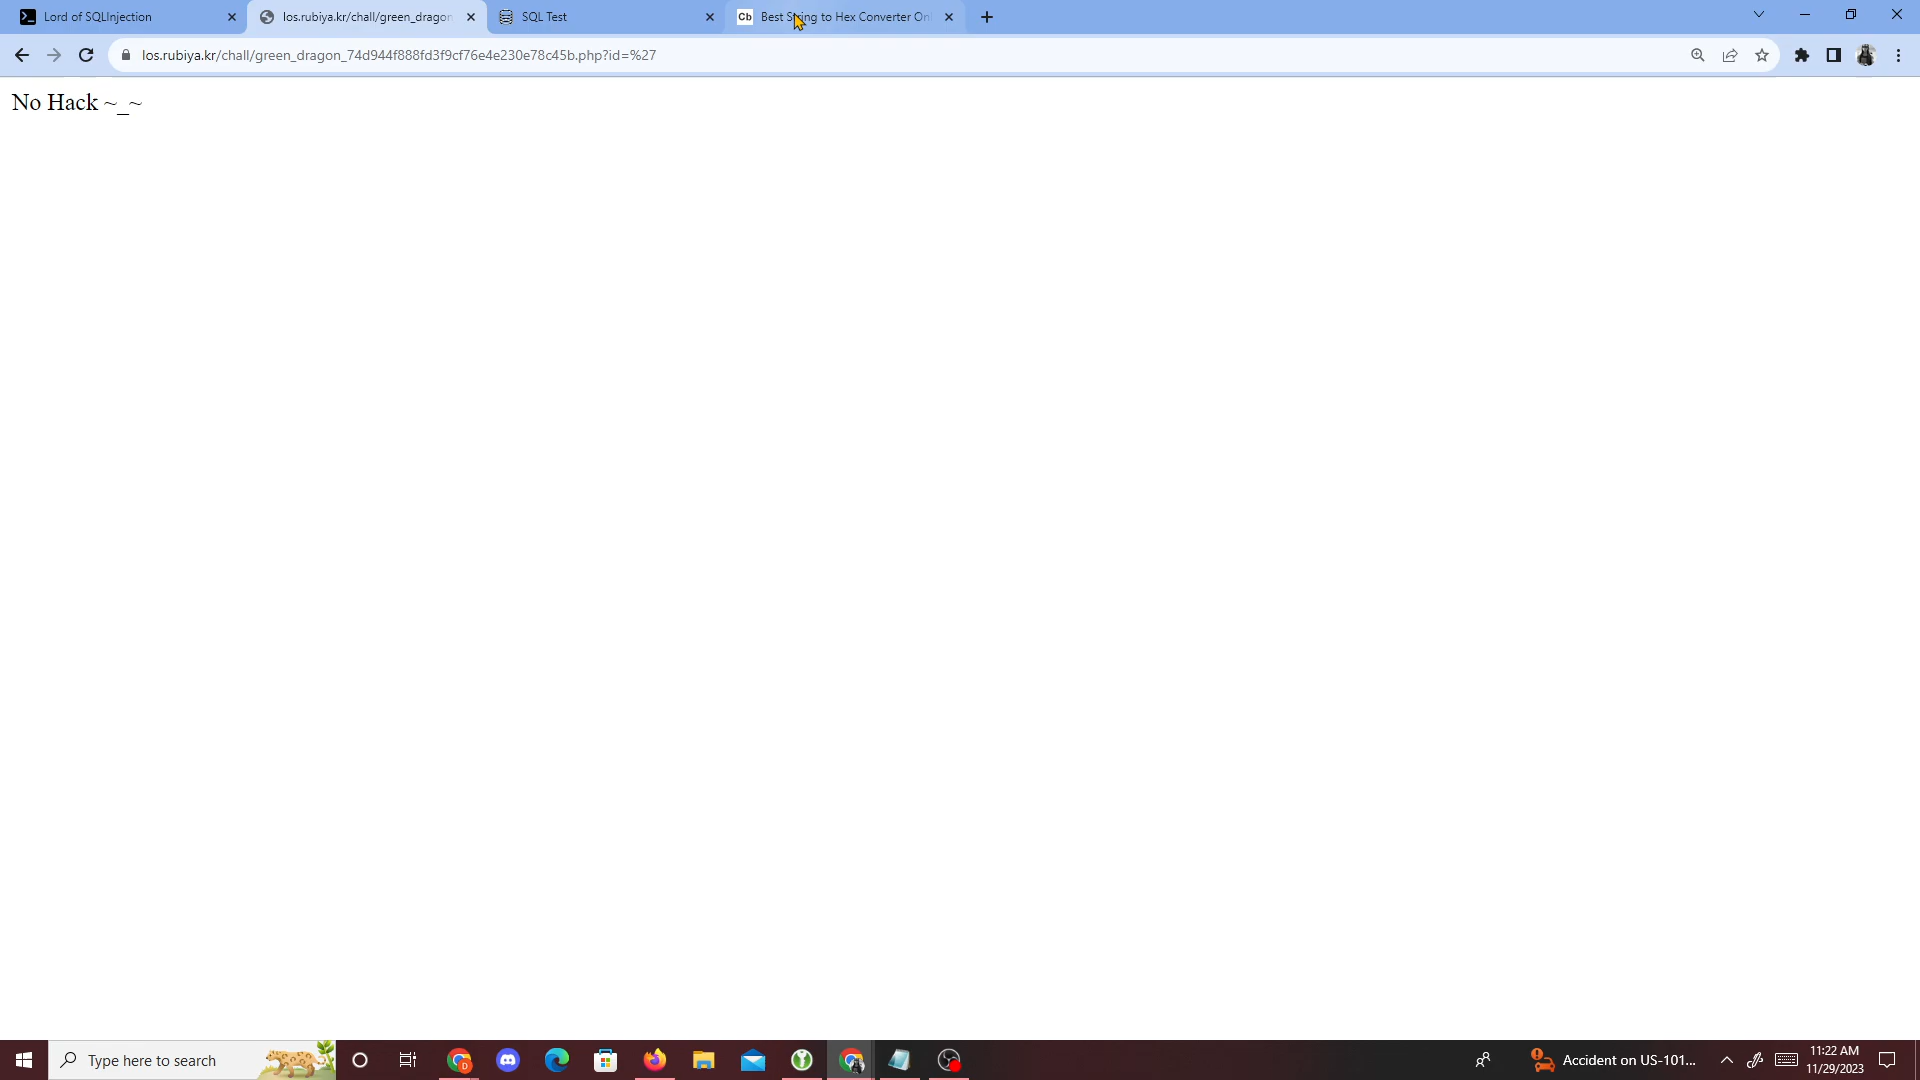 Lord of SQLInjection
los.rubiya.kr/chall/green_dragon
SQL Test
Cb
Best String to Hex Converter On
los.rubiya.kr/chall/green_dragon_74d944f888fd3f9cf76e4e230e78c45b.php?id=%27
No Hack ~_~
Type here to search
D
Accident on US-101...
11:22 AM
11/29/2023